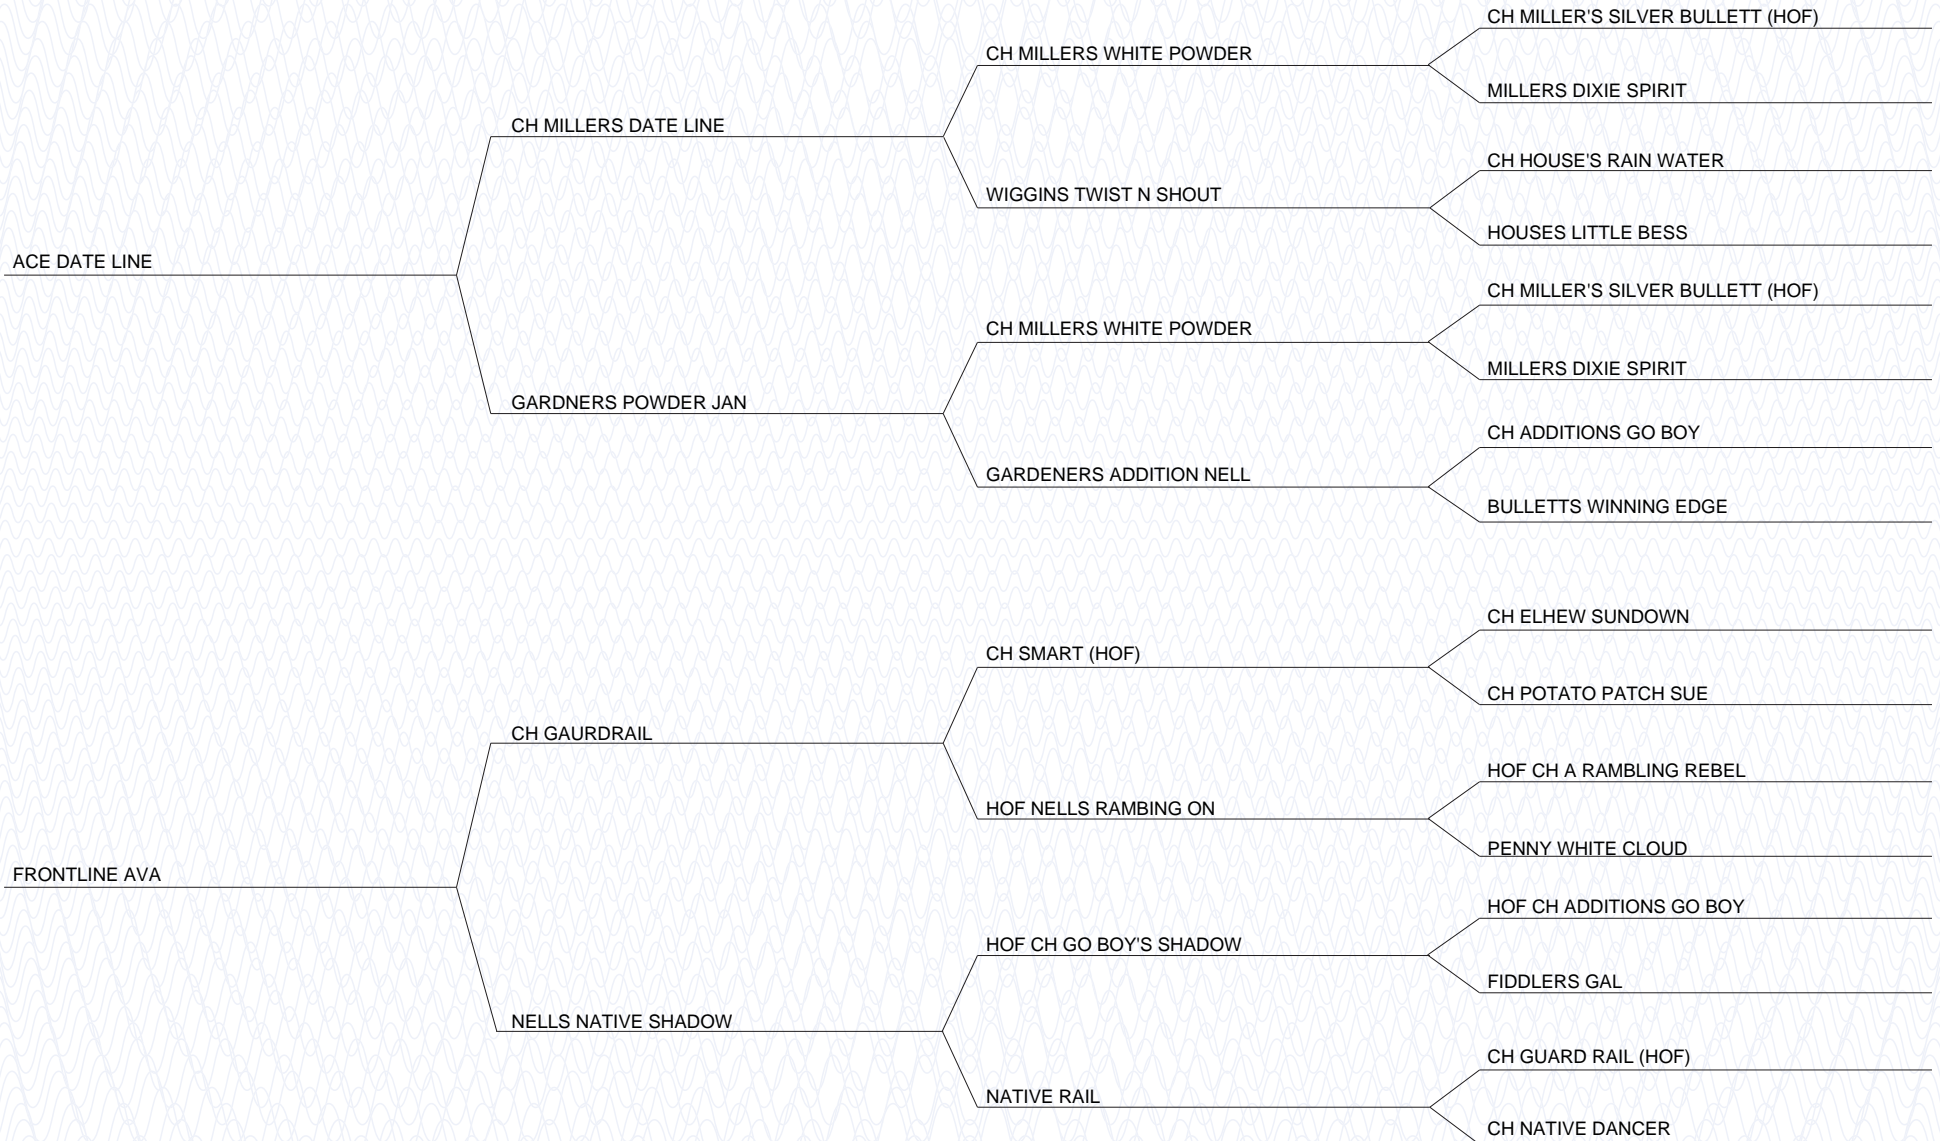 CH MILLER'S SILVER BULLETT (HOF)
CH MILLERS WHITE POWDER
MILLERS DIXIE SPIRIT
CH MILLERS DATE LINE
CH HOUSE'S RAIN WATER
WIGGINS TWIST N SHOUT
HOUSES LITTLE BESS
ACE DATE LINE
CH MILLER'S SILVER BULLETT (HOF)
CH MILLERS WHITE POWDER
MILLERS DIXIE SPIRIT
GARDNERS POWDER JAN
CH ADDITIONS GO BOY
GARDENERS ADDITION NELL
BULLETTS WINNING EDGE
CH ELHEW SUNDOWN
CH SMART (HOF)
CH POTATO PATCH SUE
CH GAURDRAIL
HOF CH A RAMBLING REBEL
HOF NELLS RAMBING ON
PENNY WHITE CLOUD
FRONTLINE AVA
HOF CH ADDITIONS GO BOY
HOF CH GO BOY'S SHADOW
FIDDLERS GAL
NELLS NATIVE SHADOW
CH GUARD RAIL (HOF)
NATIVE RAIL
CH NATIVE DANCER